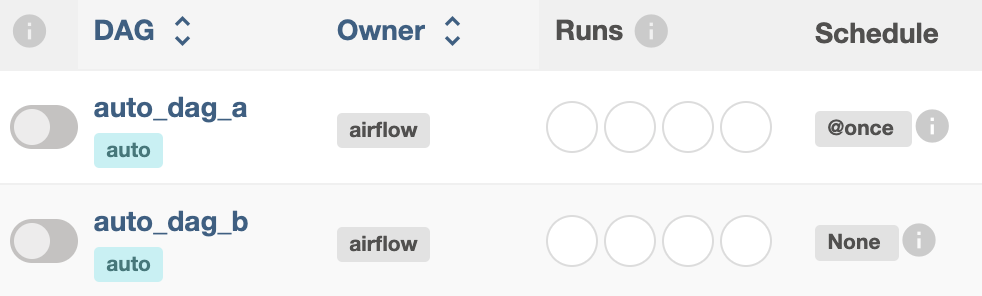 DAG Owner Runs Schedule
auto_dag_a
auto airflow @once
auto_dag_b
auto airflow None